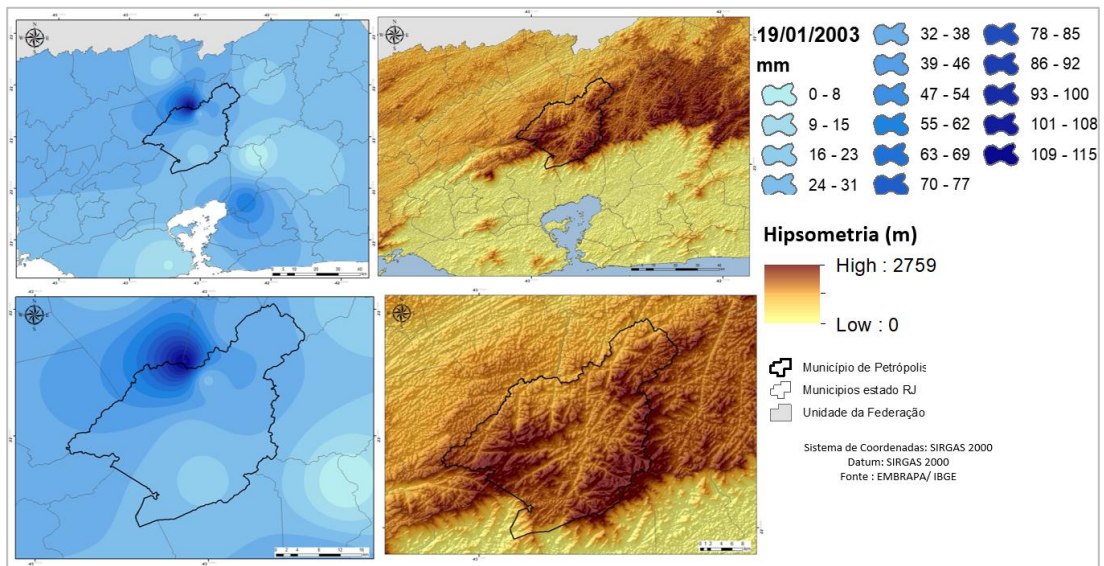 19/01/2003
mm
0 - 8
9 - 15
16 - 23
24 - 31
32 - 38
39 - 46
47 - 54
55 - 62
63 - 69
70 - 77
78 - 85
86 - 92
93 - 100
101 - 108
109 - 115
Hipsometria (m)
High : 2759
Low : 0
Município de Petrópolis
Municipios estado RJ
Unidade da Federação
Sistema de Coordenadas: SIRGAS 2000
Datum: SIRGAS 2000
Fonte : EMBRAPA/ IBGE